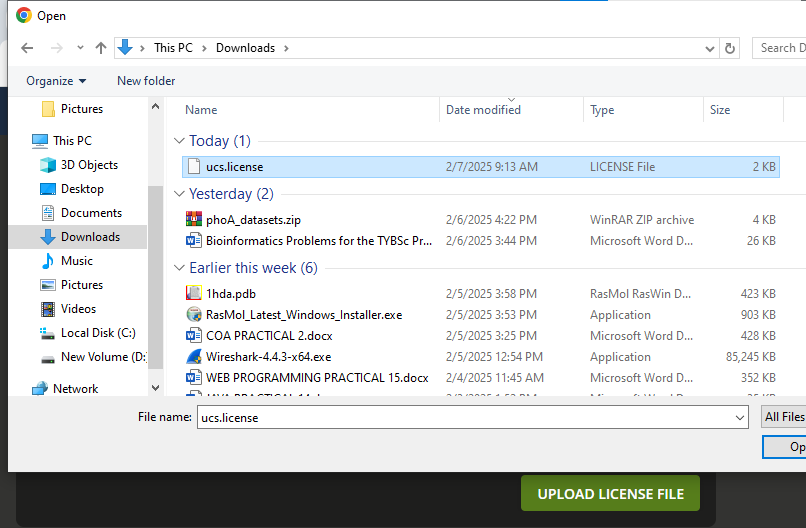 Open
This PC > Downloads >
Search D
Organize
New folder
Pictures
This PC
3D Objects
Desktop
Documents
Downloads
Music
Pictures
Videos
Local Disk (C:)
New Volume (D:)
Network
Name Date modified Type Size
Today (1)
ucs.license 2/7/2025 9:13 AM LICENSE File 2 KB
Yesterday (2)
phoA_datasets.zip 2/6/2025 4:22 PM WinRAR ZIP archive 4 KB
Bioinformatics Problems for the TYBSc Pr... 2/6/2025 3:44 PM Microsoft Word D... 26 KB
Earlier this week (6)
1hda.pdb 2/5/2025 3:58 PM RasMol RasWin D... 423 KB
RasMol_Latest_Windows_Installer.exe 2/5/2025 3:53 PM Application 903 KB
COA PRACTICAL 2.docx 2/5/2025 3:25 PM Microsoft Word D... 428 KB
Wireshark-4.4.3-x64.exe 2/5/2025 12:54 PM Application 85,245 KB
WEB PROGRAMMING PRACTICAL 15.docx 2/4/2025 11:45 AM Microsoft Word D... 352 KB
File name: ucs.license
All Files
Op
UPLOAD LICENSE FILE